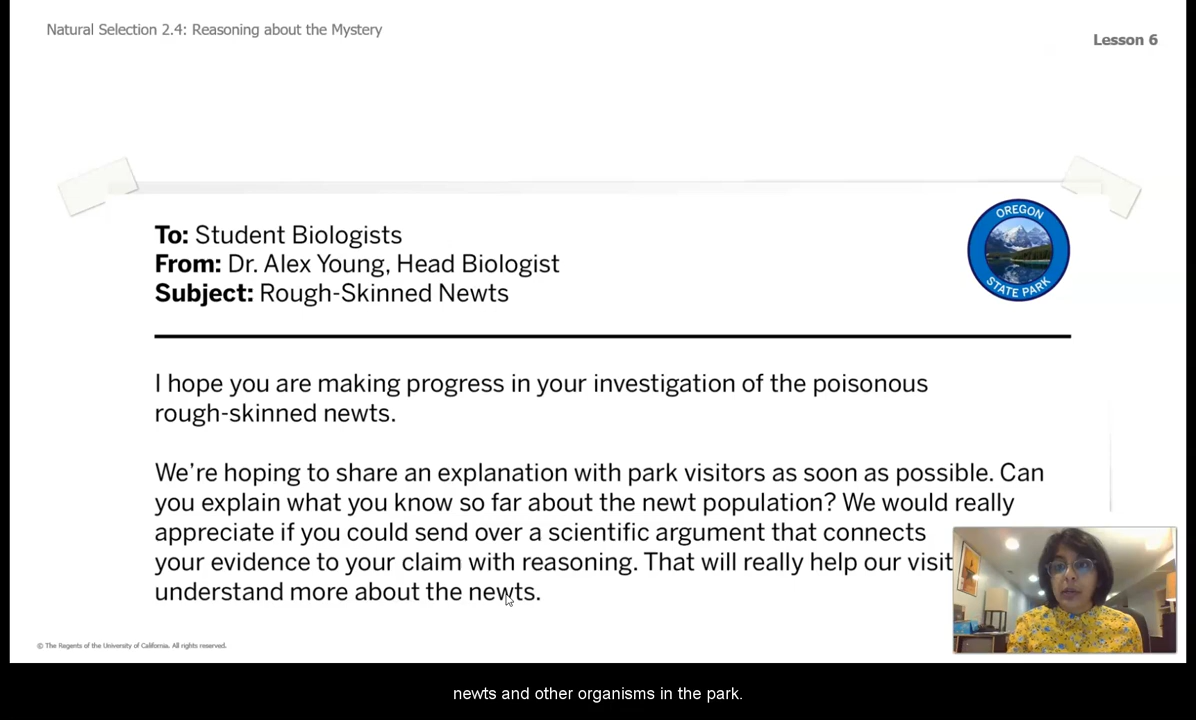 Natural Selection 2.4: Reasoning about the Mystery
Lesson 6
OREGON
STATE PARK
To: Student Biologists
From: Dr. Alex Young, Head Biologist
Subject: Rough-Skinned Newts
I hope you are making progress in your investigation of the poisonous
rough-skinned newts.
We're hoping to share an explanation with park visitors as soon as possible. Can
you explain what you know so far about the newt population? We would really
appreciate if you could send over a scientific argument that connects
your evidence to your claim with reasoning. That will really help our visit
understand more about the newts.
© The Regents of the University of California. All rights reserved.
newts and other organisms in the park.